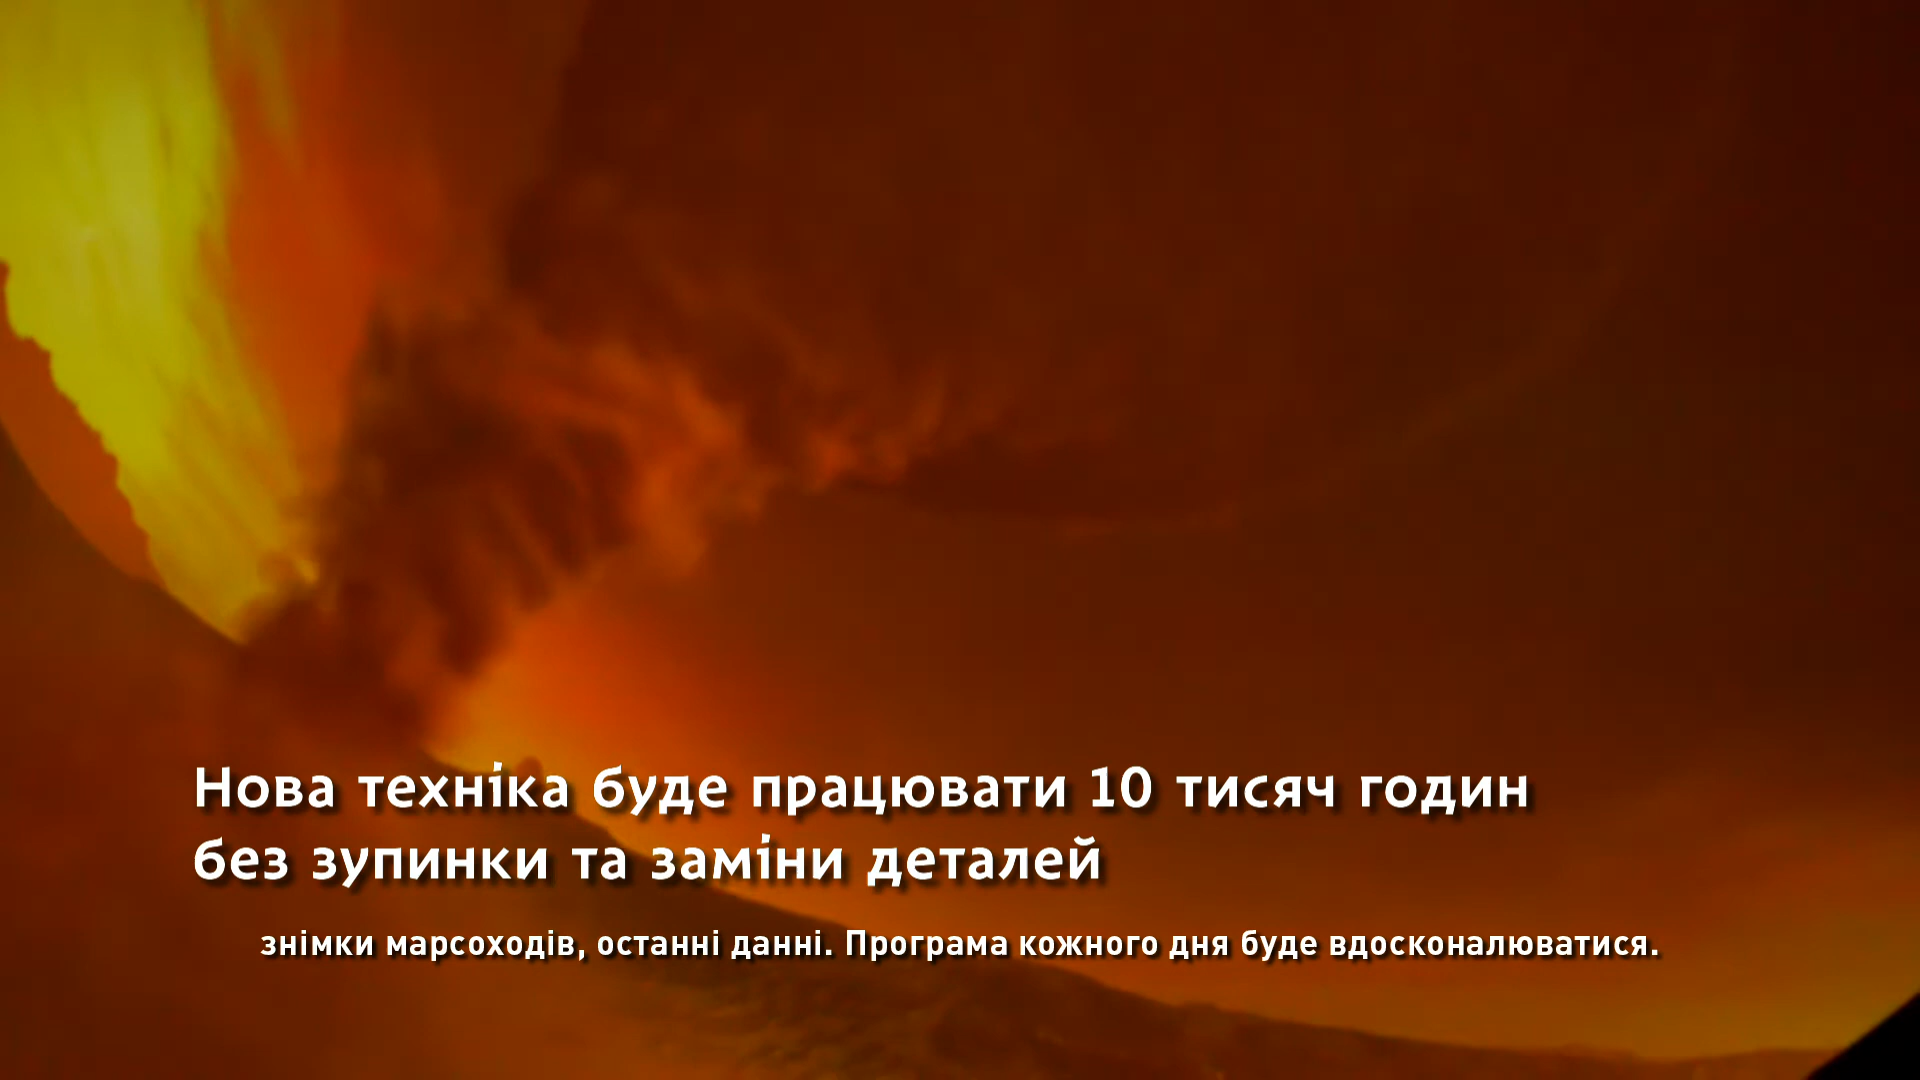 Нова техніка буде працювати 10 тисяч годин
без зупинки та заміни деталей
знімки марсоходів, останні данні. Програма кожного дня буде вдосконалюватися.